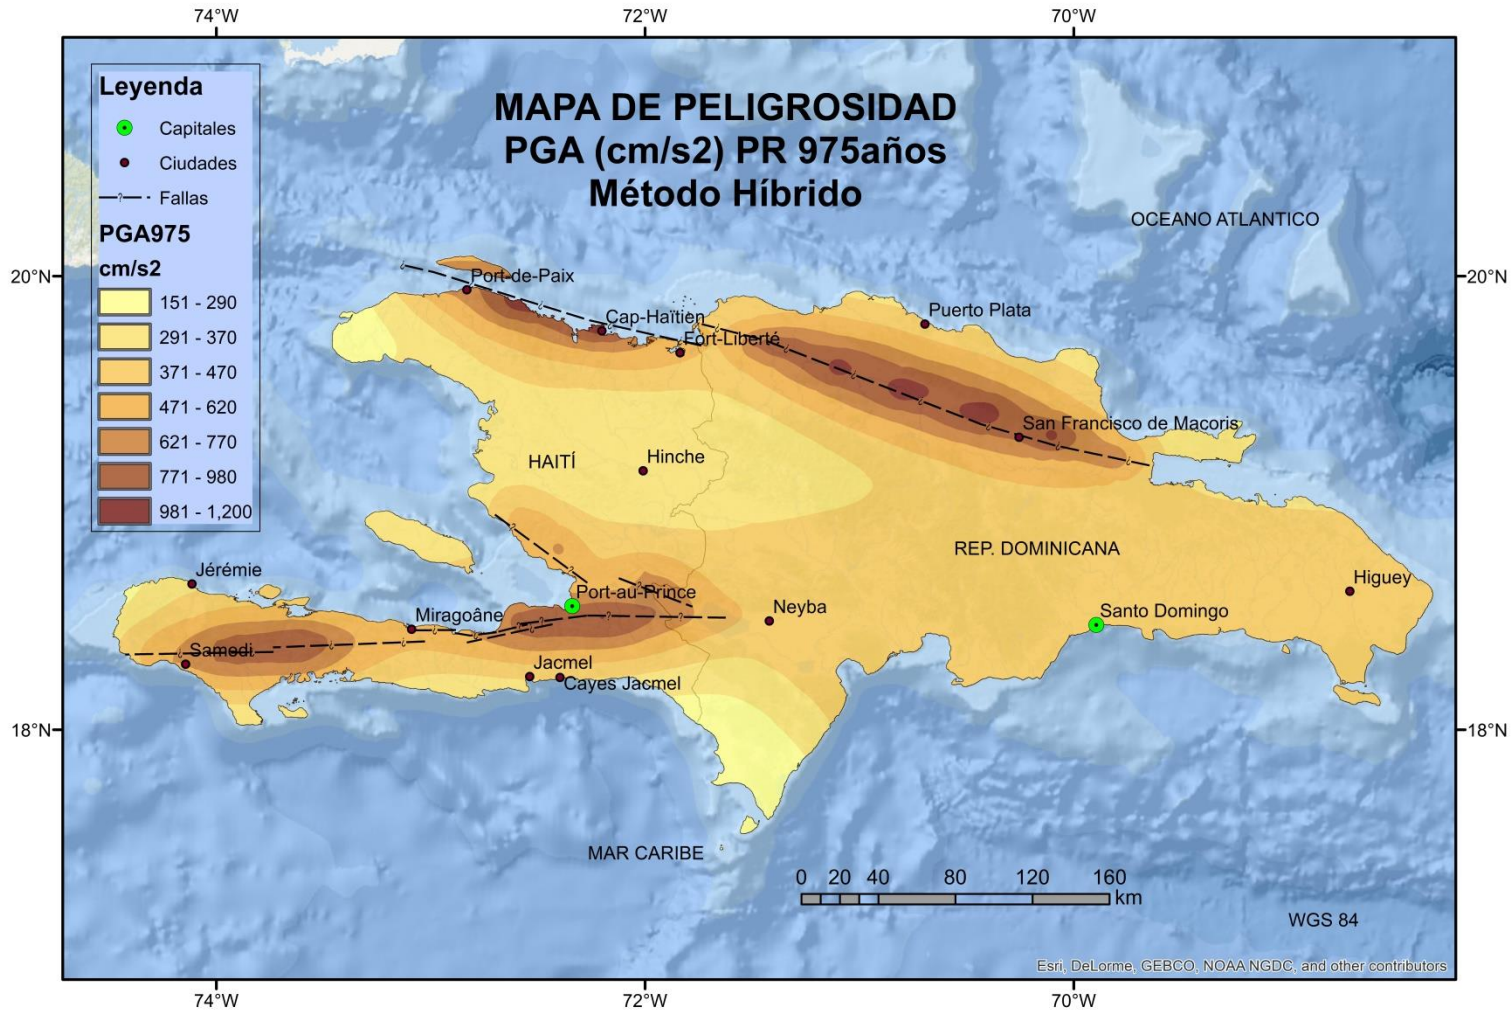 74°W
72°W
70°W
Leyenda
Capitales
Ciudades
Fallas
PGA975
cm/s2
151 - 290
291 - 370
371 - 470
471 - 620
621 - 770
771 - 980
981 - 1,200
MAPA DE PELIGROSIDAD
PGA (cm/s2) PR 975años
Método Híbrido
OCEANO ATLANTICO
20°N
20°N
Port-de-Paix
Puerto Plata
Cap-Haïtien
Fort-Liberté
San Francisco de Macoris
HAITÍ
Hinche
REP. DOMINICANA
Jérémie
Higuey
Port-au-Prince
Neyba
Santo Domingo
Miragoâne
Samedi
Jacmel
Cayes Jacmel
18°N
18°N
MAR CARIBE
0 20 40 80 120 160
km
WGS 84
Esri, DeLorme, GEBCO, NOAA NGDC, and other contributors
74°W
72°W
70°W